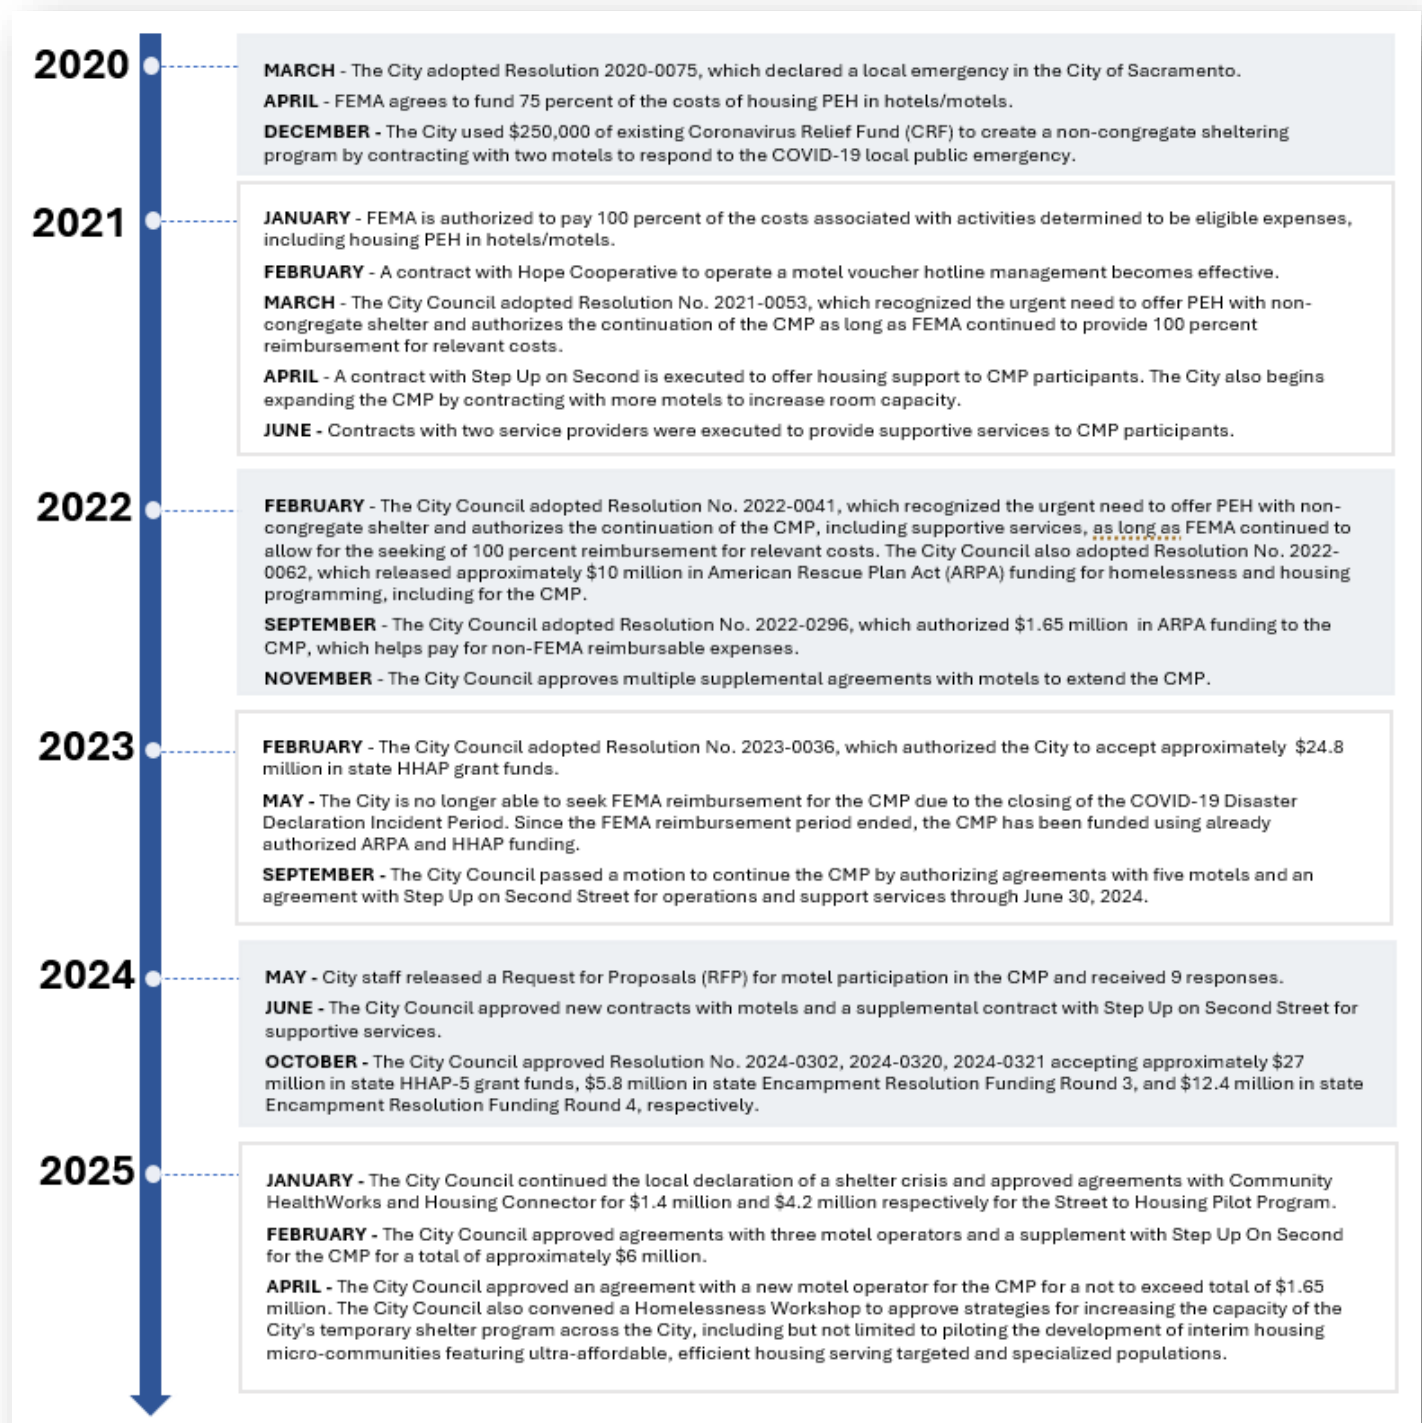 2020
MARCH - The City adopted Resolution 2020-0075, which declared a local emergency in the City of Sacramento.
APRIL - FEMA agrees to fund 75 percent of the costs of housing PEH in hotels/motels.
DECEMBER - The City used $250,000 of existing Coronavirus Relief Fund (CRF) to create a non-congregate sheltering
program by contracting with two motels to respond to the COVID-19 local public emergency.
2021
JANUARY - FEMA is authorized to pay 100 percent of the costs associated with activities determined to be eligible expenses,
including housing PEH in hotels/motels.
FEBRUARY - A contract with Hope Cooperative to operate a motel voucher hotline management becomes effective.
MARCH - The City Council adopted Resolution No. 2021-0053, which recognized the urgent need to offer PEH with non-
congregate shelter and authorizes the continuation of the CMP as long as FEMA continued to provide 100 percent
reimbursement for relevant costs.
APRIL - A contract with Step Up on Second is executed to offer housing support to CMP participants. The City also begins
expanding the CMP by contracting with more motels to increase room capacity.
JUNE - Contracts with two service providers were executed to provide supportive services to CMP participants.
2022
FEBRUARY - The City Council adopted Resolution No. 2022-0041, which recognized the urgent need to offer PEH with non-
congregate shelter and authorizes the continuation of the CMP, including supportive services, as long as FEMA continued to
allow for the seeking of 100 percent reimbursement for relevant costs. The City Council also adopted Resolution No. 2022-
0062, which released approximately $10 million in American Rescue Plan Act (ARPA) funding for homelessness and housing
programming, including for the CMP.
SEPTEMBER - The City Council adopted Resolution No. 2022-0296, which authorized $1.65 million in ARPA funding to the
CMP, which helps pay for non-FEMA reimbursable expenses.
NOVEMBER - The City Council approves multiple supplemental agreements with motels to extend the CMP.
2023
FEBRUARY - The City Council adopted Resolution No. 2023-0036, which authorized the City to accept approximately $24.8
million in state HHAP grant funds.
MAY - The City is no longer able to seek FEMA reimbursement for the CMP due to the closing of the COVID-19 Disaster
Declaration Incident Period. Since the FEMA reimbursement period ended, the CMP has been funded using already
authorized ARPA and HHAP funding.
SEPTEMBER - The City Council passed a motion to continue the CMP by authorizing agreements with five motels and an
agreement with Step Up on Second Street for operations and support services through June 30, 2024.
2024
MAY - City staff released a Request for Proposals (RFP) for motel participation in the CMP and received 9 responses.
JUNE - The City Council approved new contracts with motels and a supplemental contract with Step Up on Second Street for
supportive services.
OCTOBER - The City Council approved Resolution No. 2024-0302, 2024-0320, 2024-0321 accepting approximately $27
million in state HHAP-5 grant funds, $5.8 million in state Encampment Resolution Funding Round 3, and $12.4 million in state
Encampment Resolution Funding Round 4, respectively.
2025
JANUARY - The City Council continued the local declaration of a shelter crisis and approved agreements with Community
HealthWorks and Housing Connector for $1.4 million and $4.2 million respectively for the Street to Housing Pilot Program.
FEBRUARY - The City Council approved agreements with three motel operators and a supplement with Step Up On Second
for the CMP for a total of approximately $6 million.
APRIL - The City Council approved an agreement with a new motel operator for the CMP for a not to exceed total of $1.65
million. The City Council also convened a Homelessness Workshop to approve strategies for increasing the capacity of the
City's temporary shelter program across the City, including but not limited to piloting the development of interim housing
micro-communities featuring ultra-affordable, efficient housing serving targeted and specialized populations.